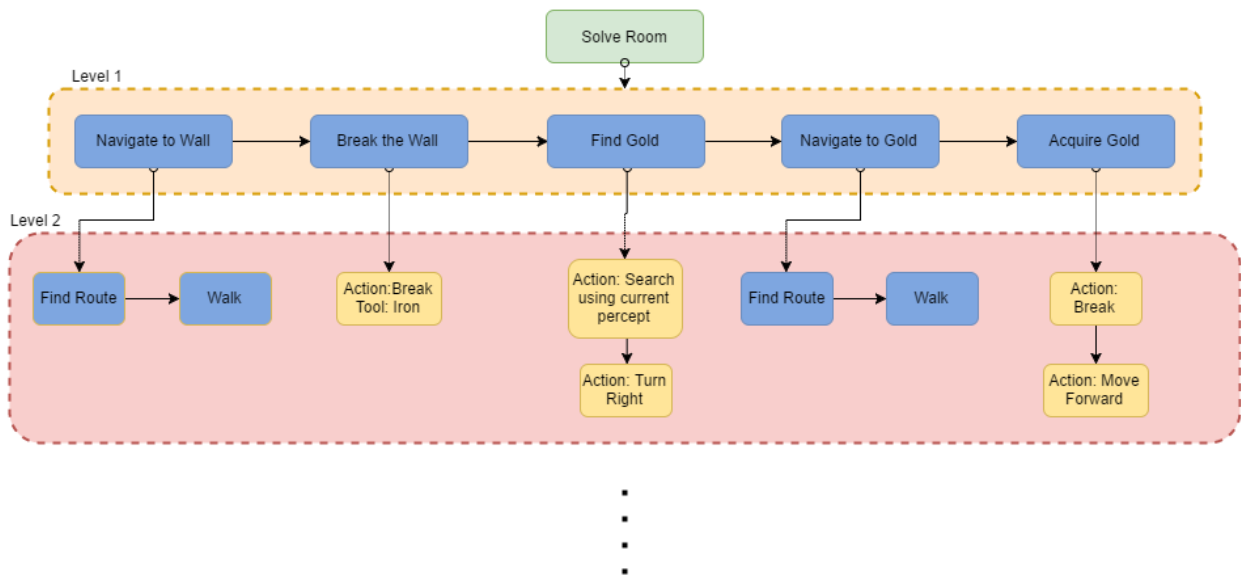 Solve Room
Level 1
Navigate to Wall
Break the Wall
Find Gold
Navigate to Gold
Acquire Gold
Level 2
Find Route
Walk
Action:Break
Tool: Iron
Action: Search
using current
percept
Action: Turn
Right
Find Route
Walk
Action:
Break
Action: Move
Forward